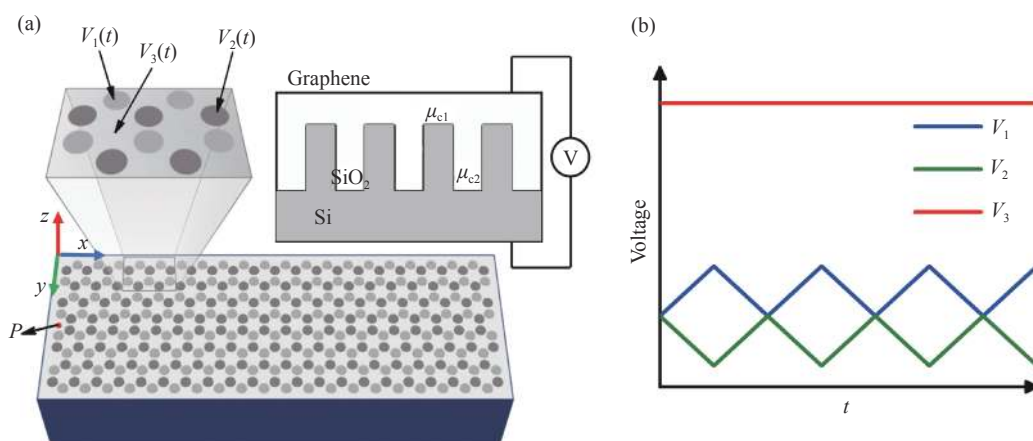 (a)
V₁(t)
V₃(t)
V₂(t)
Graphene
μc1
V
SiO₂
μc2
Si
z
x
y
P
(b)
Voltage
V₁
V₂
V₃
t